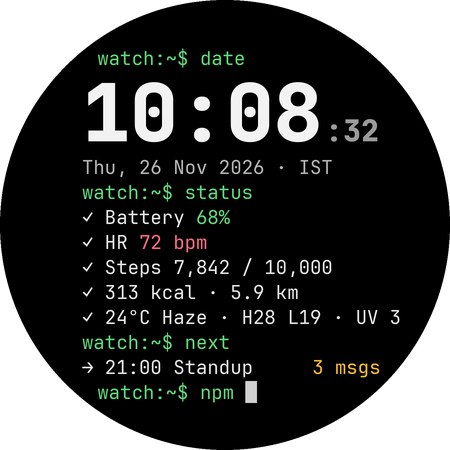 watch:~$ date
10:08:32
Thu, 26 Nov 2026 · IST
watch:~$ status
✓ Battery 68%
✓ HR 72 bpm
✓ Steps 7,842 / 10,000
✓ 313 kcal · 5.9 km
✓ 24°C Haze · H28 L19 · UV 3
watch:~$ next
→ 21:00 Standup 3 msgs
watch:~$ npm